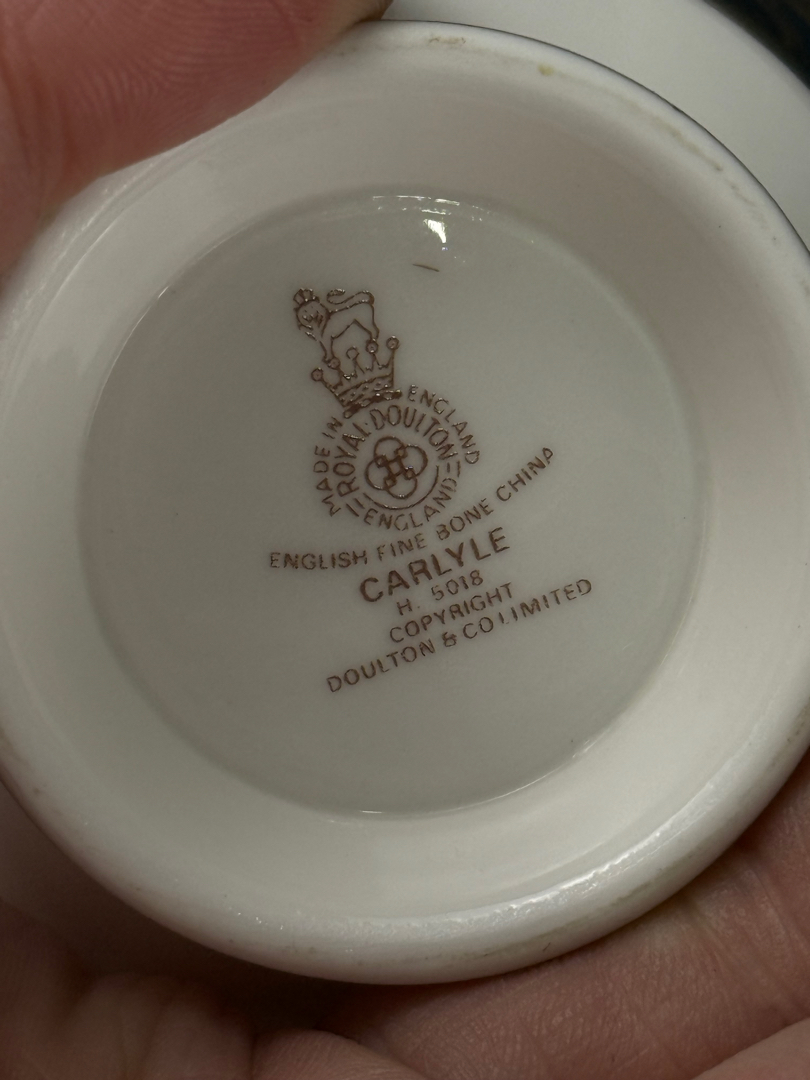 MADE IN ENGLAND
ROYAL·DOULTON
ENGLAND
ENGLISH FINE BONE CHINA
CARLYLE
H. 5018
COPYRIGHT
DOULTON & CO LIMITED